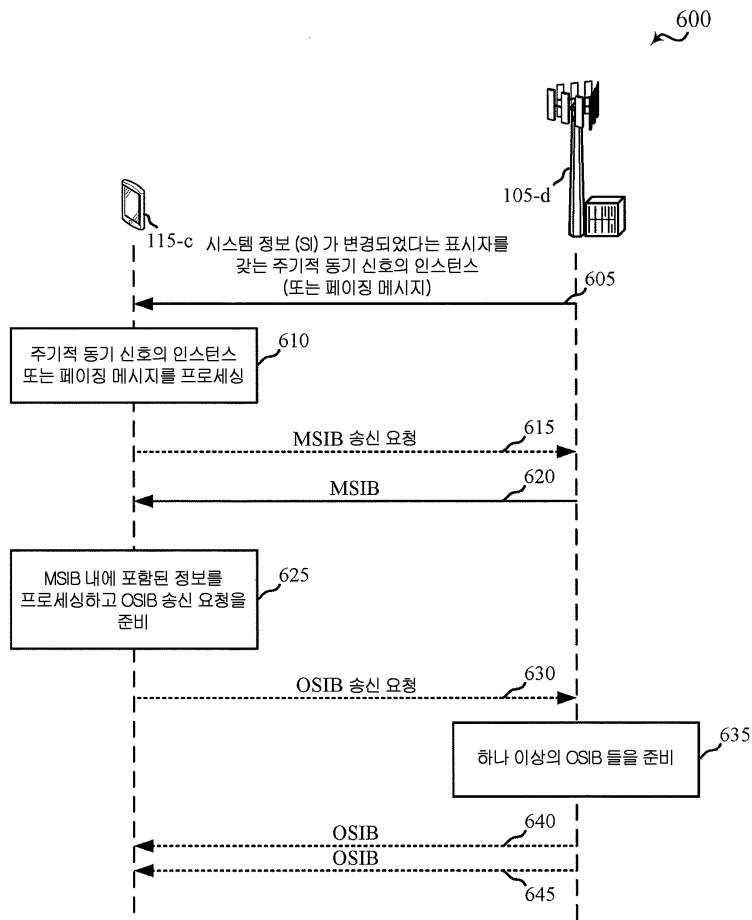 600
105-d
115-c
시스템 정보 (SI) 가 변경되었다는 표시자를
갖는 주기적 동기 신호의 인스턴스
(또는 페이징 메시지)
605
주기적 동기 신호의 인스턴스
또는 페이징 메시지를 프로세싱
610
MSIB 송신 요청
615
MSIB
620
MSIB 내에 포함된 정보를
프로세싱하고 OSIB 송신 요청을
준비
625
OSIB 송신 요청
630
하나 이상의 OSIB 들을 준비
635
OSIB
640
OSIB
645